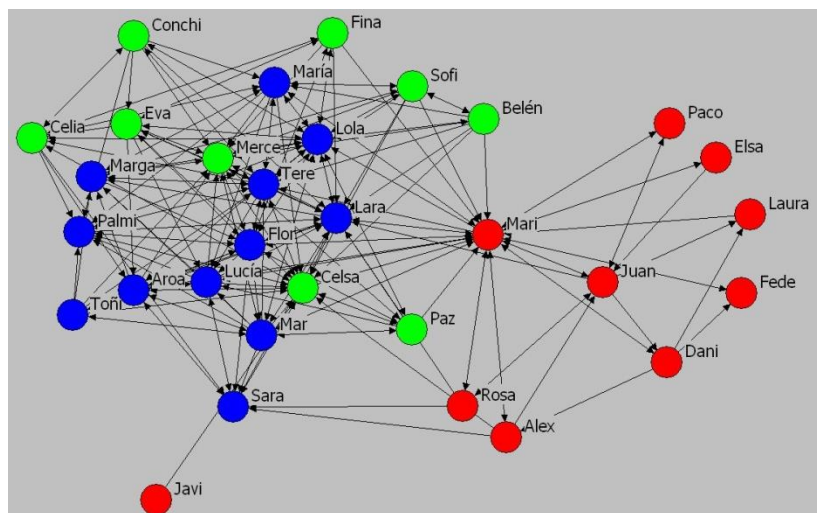 Conchi
Fina
María
Sofi
Celia
Eva
Lola
Belén
Paco
Merce
Elsa
Marga
Tere
Palmi
Lara
Laura
Flor
Mari
Aroa
Lucía
Celsa
Juan
Fede
Toñi
Mar
Paz
Dani
Sara
Rosa
Alex
Javi